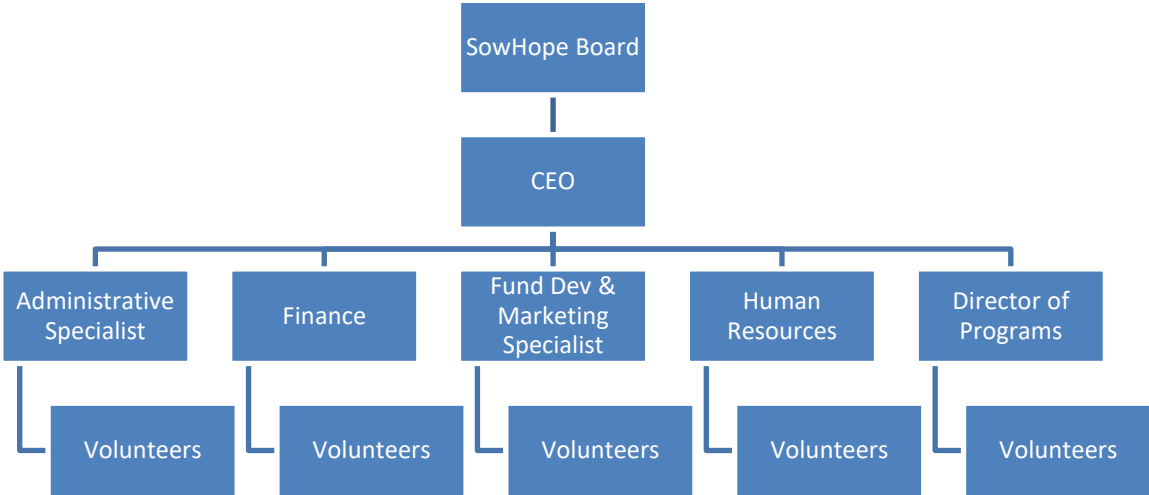 SowHope Board
CEO
Administrative
Specialist
Finance
Fund Dev &
Marketing
Specialist
Human
Resources
Director of
Programs
Volunteers
Volunteers
Volunteers
Volunteers
Volunteers